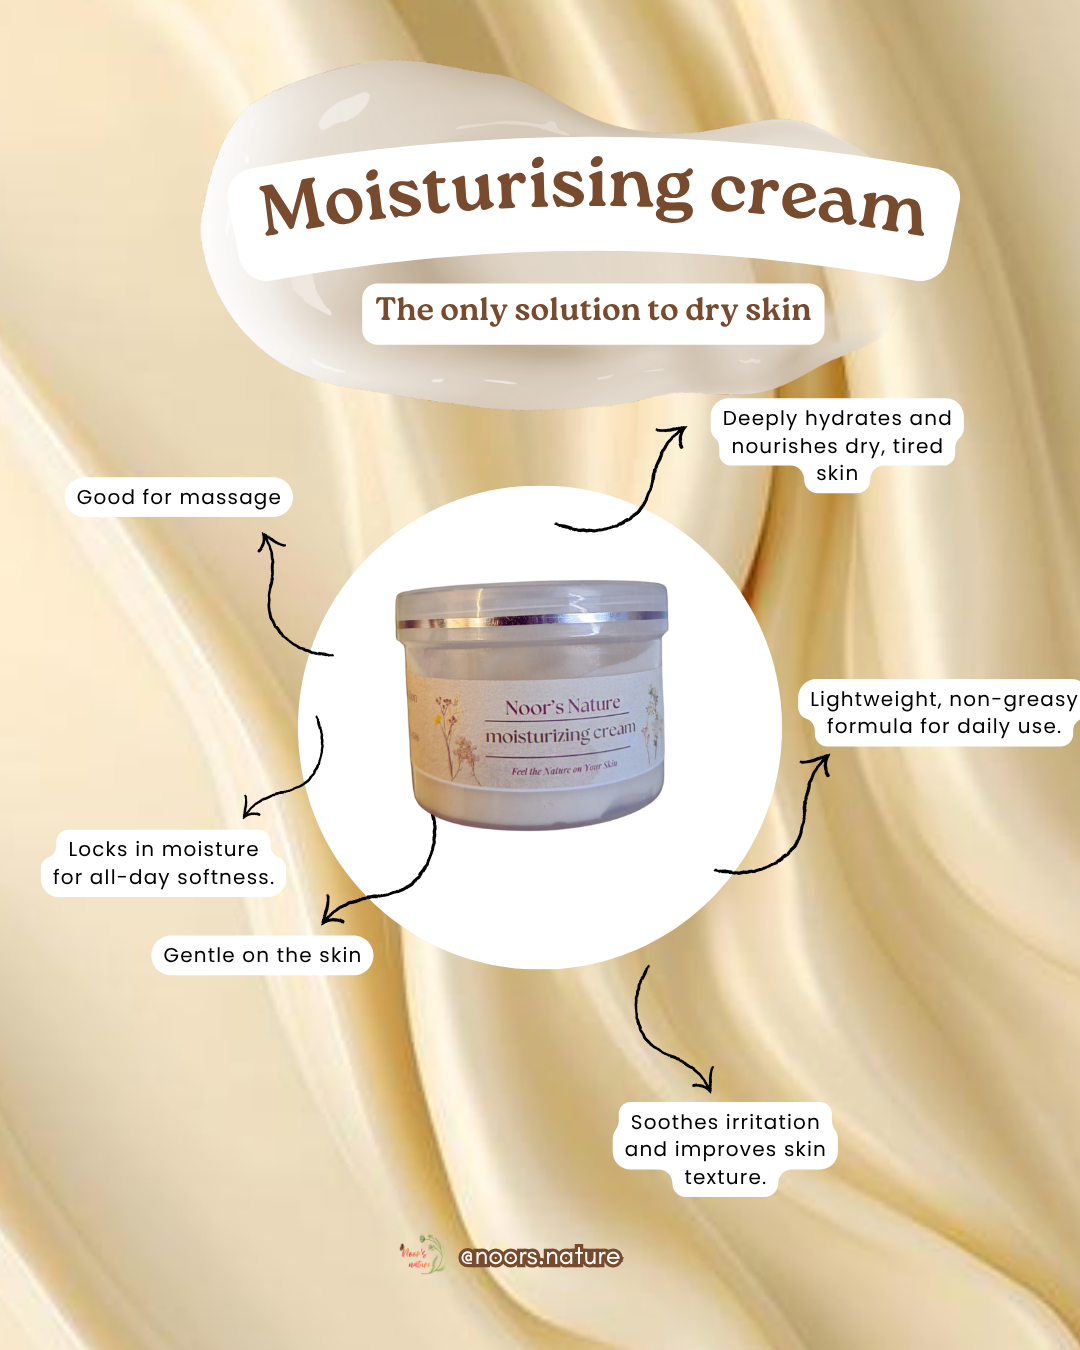 Moisturising cream
The only solution to dry skin
Deeply hydrates and
nourishes dry, tired
skin
Good for massage
Noor's Nature
moisturizing cream
Feel the Nature on Your Skin
Lightweight, non-greasy
formula for daily use.
Locks in moisture
for all-day softness.
Gentle on the skin
Soothes irritation
and improves skin
texture.
Noor's
nature
@noors.nature